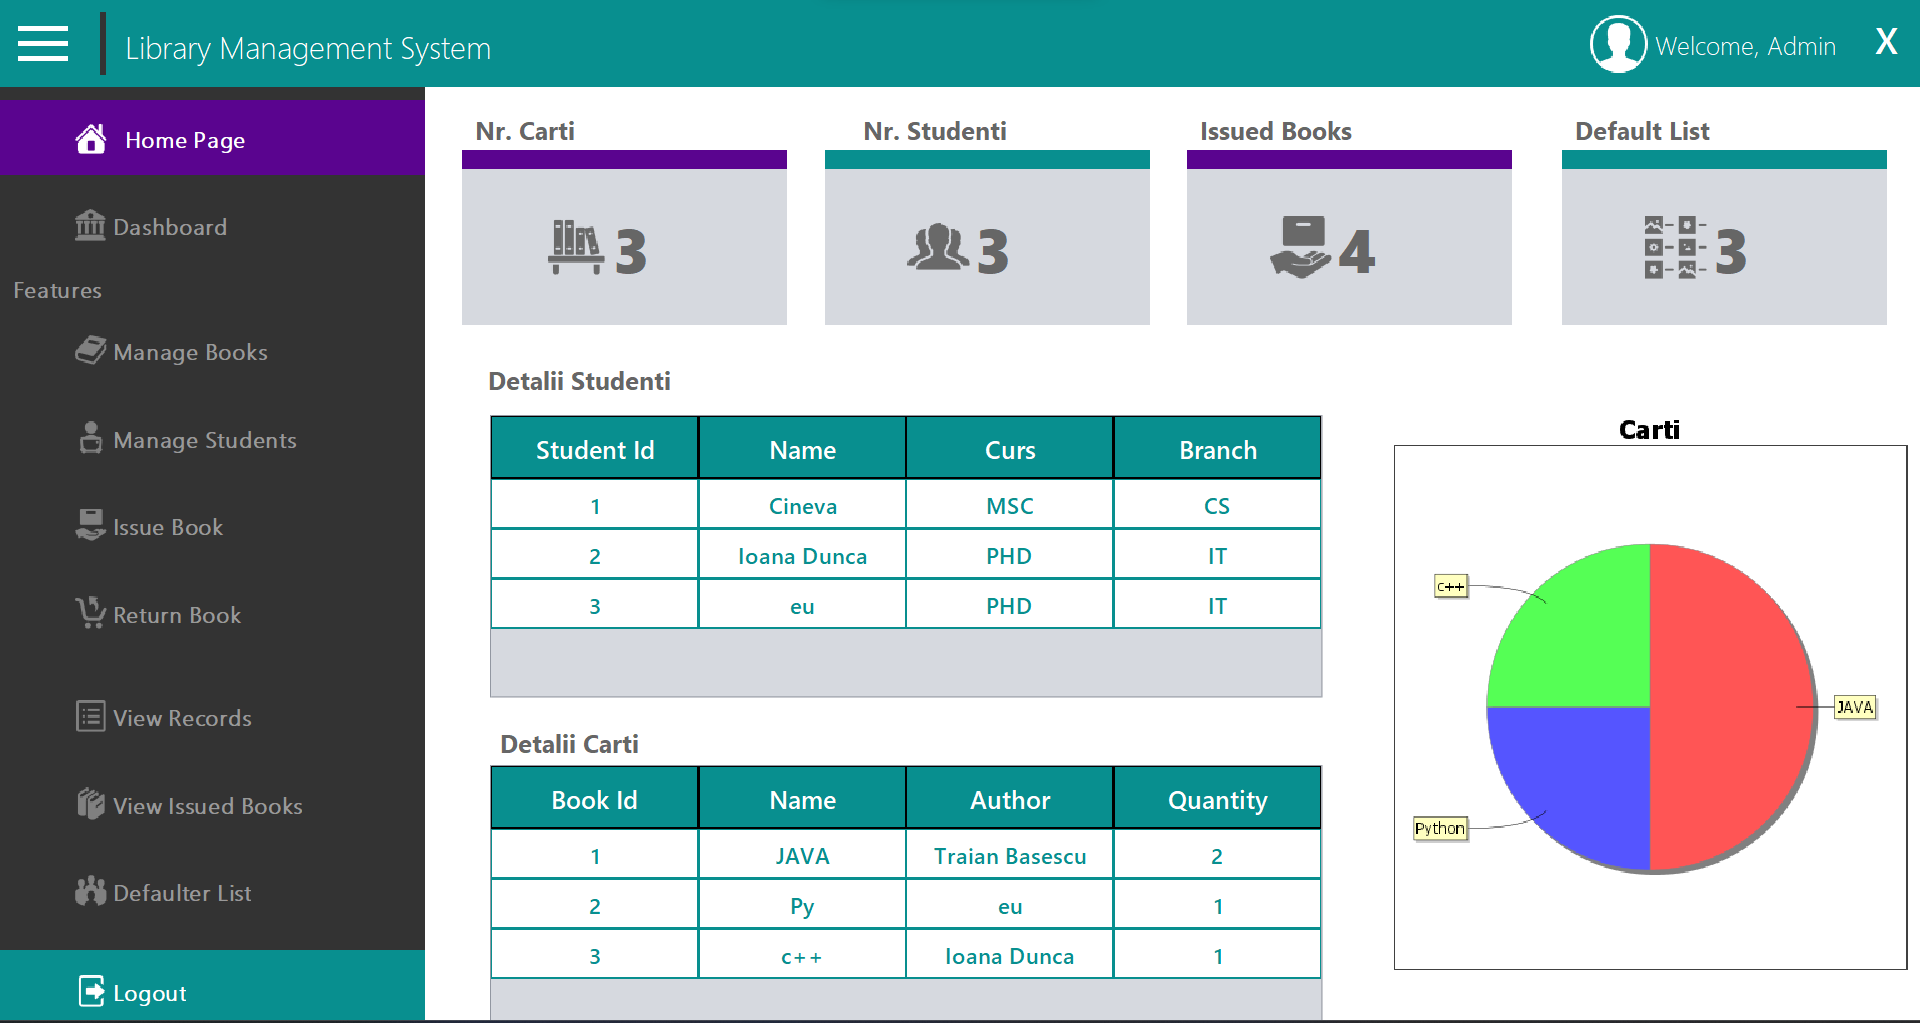 Library Management System
Welcome, Admin
X
Home Page
Dashboard
Features
Manage Books
Manage Students
Issue Book
Return Book
View Records
View Issued Books
Defaulter List
Logout
Nr. Carti
Nr. Studenti
Issued Books
Default List
3
3
4
3
Detalii Studenti
Student Id Name Curs Branch
1 Cineva MSC CS
2 Ioana Dunca PHD IT
3 eu PHD IT
Detalii Carti
Book Id Name Author Quantity
1 JAVA Traian Basescu 2
2 Py eu 1
3 c++ Ioana Dunca 1
Carti
c++
JAVA
Python